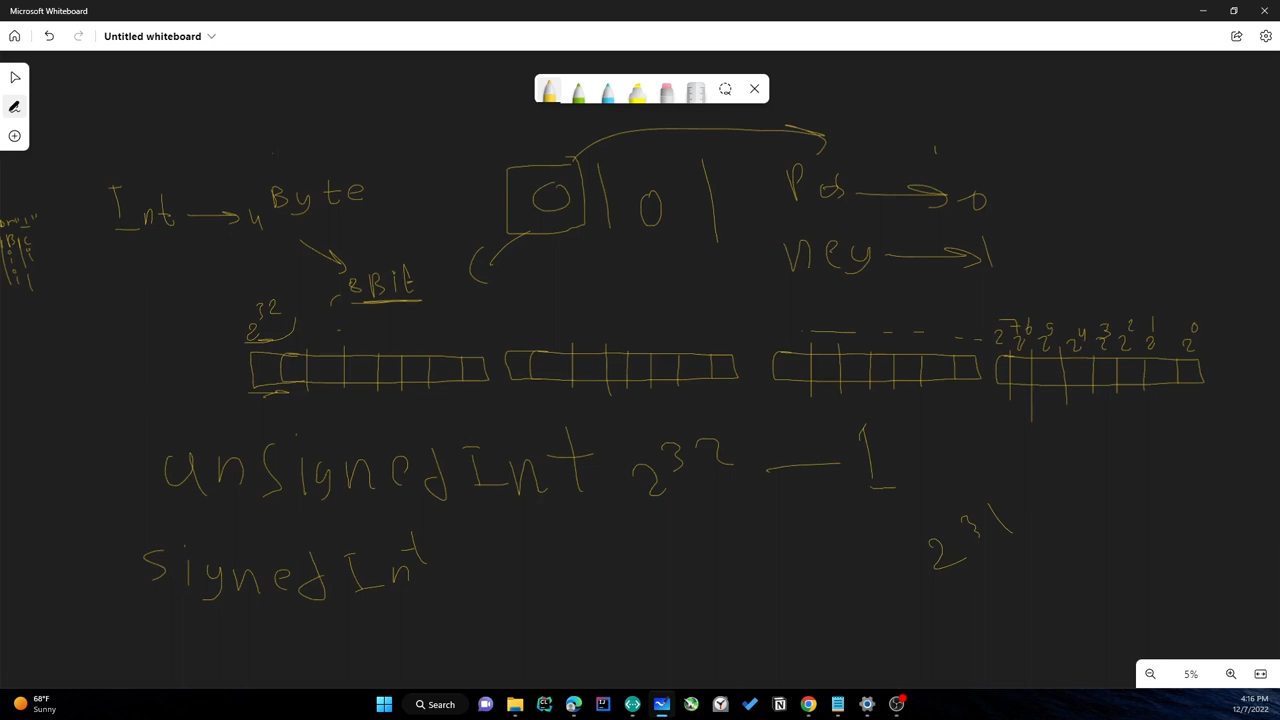 Microsoft Whiteboard
Untitled whiteboard
Int → 4 Byte
8Bit
0 | 0 |
Pos → 0
neg → 1
2^32
2^7 2^6 2^5 2^4 2^3 2^2 2^1 2^0
unsignedInt 2^32 — 1
signedInt
2^31
5%
68°F
Sunny
Search
4:16 PM
12/7/2022